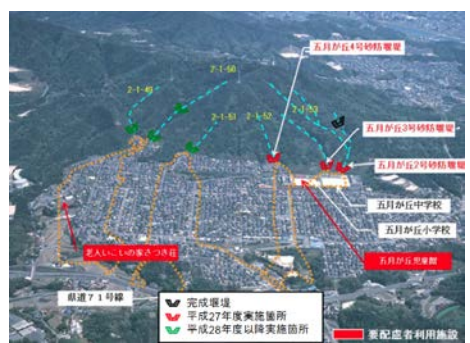 五月が丘4号砂防堰堤
2-1-50
2-1-49
2-1-51
2-1-52
2-1-53
五月が丘3号砂防堰堤
五月が丘2号砂防堰堤
五月が丘中学校
五月が丘小学校
五月が丘児童館
老人いこいの家さつき荘
県道71号線
完成堰堤
平成27年度実施箇所
平成28年度以降実施箇所
要配慮者利用施設